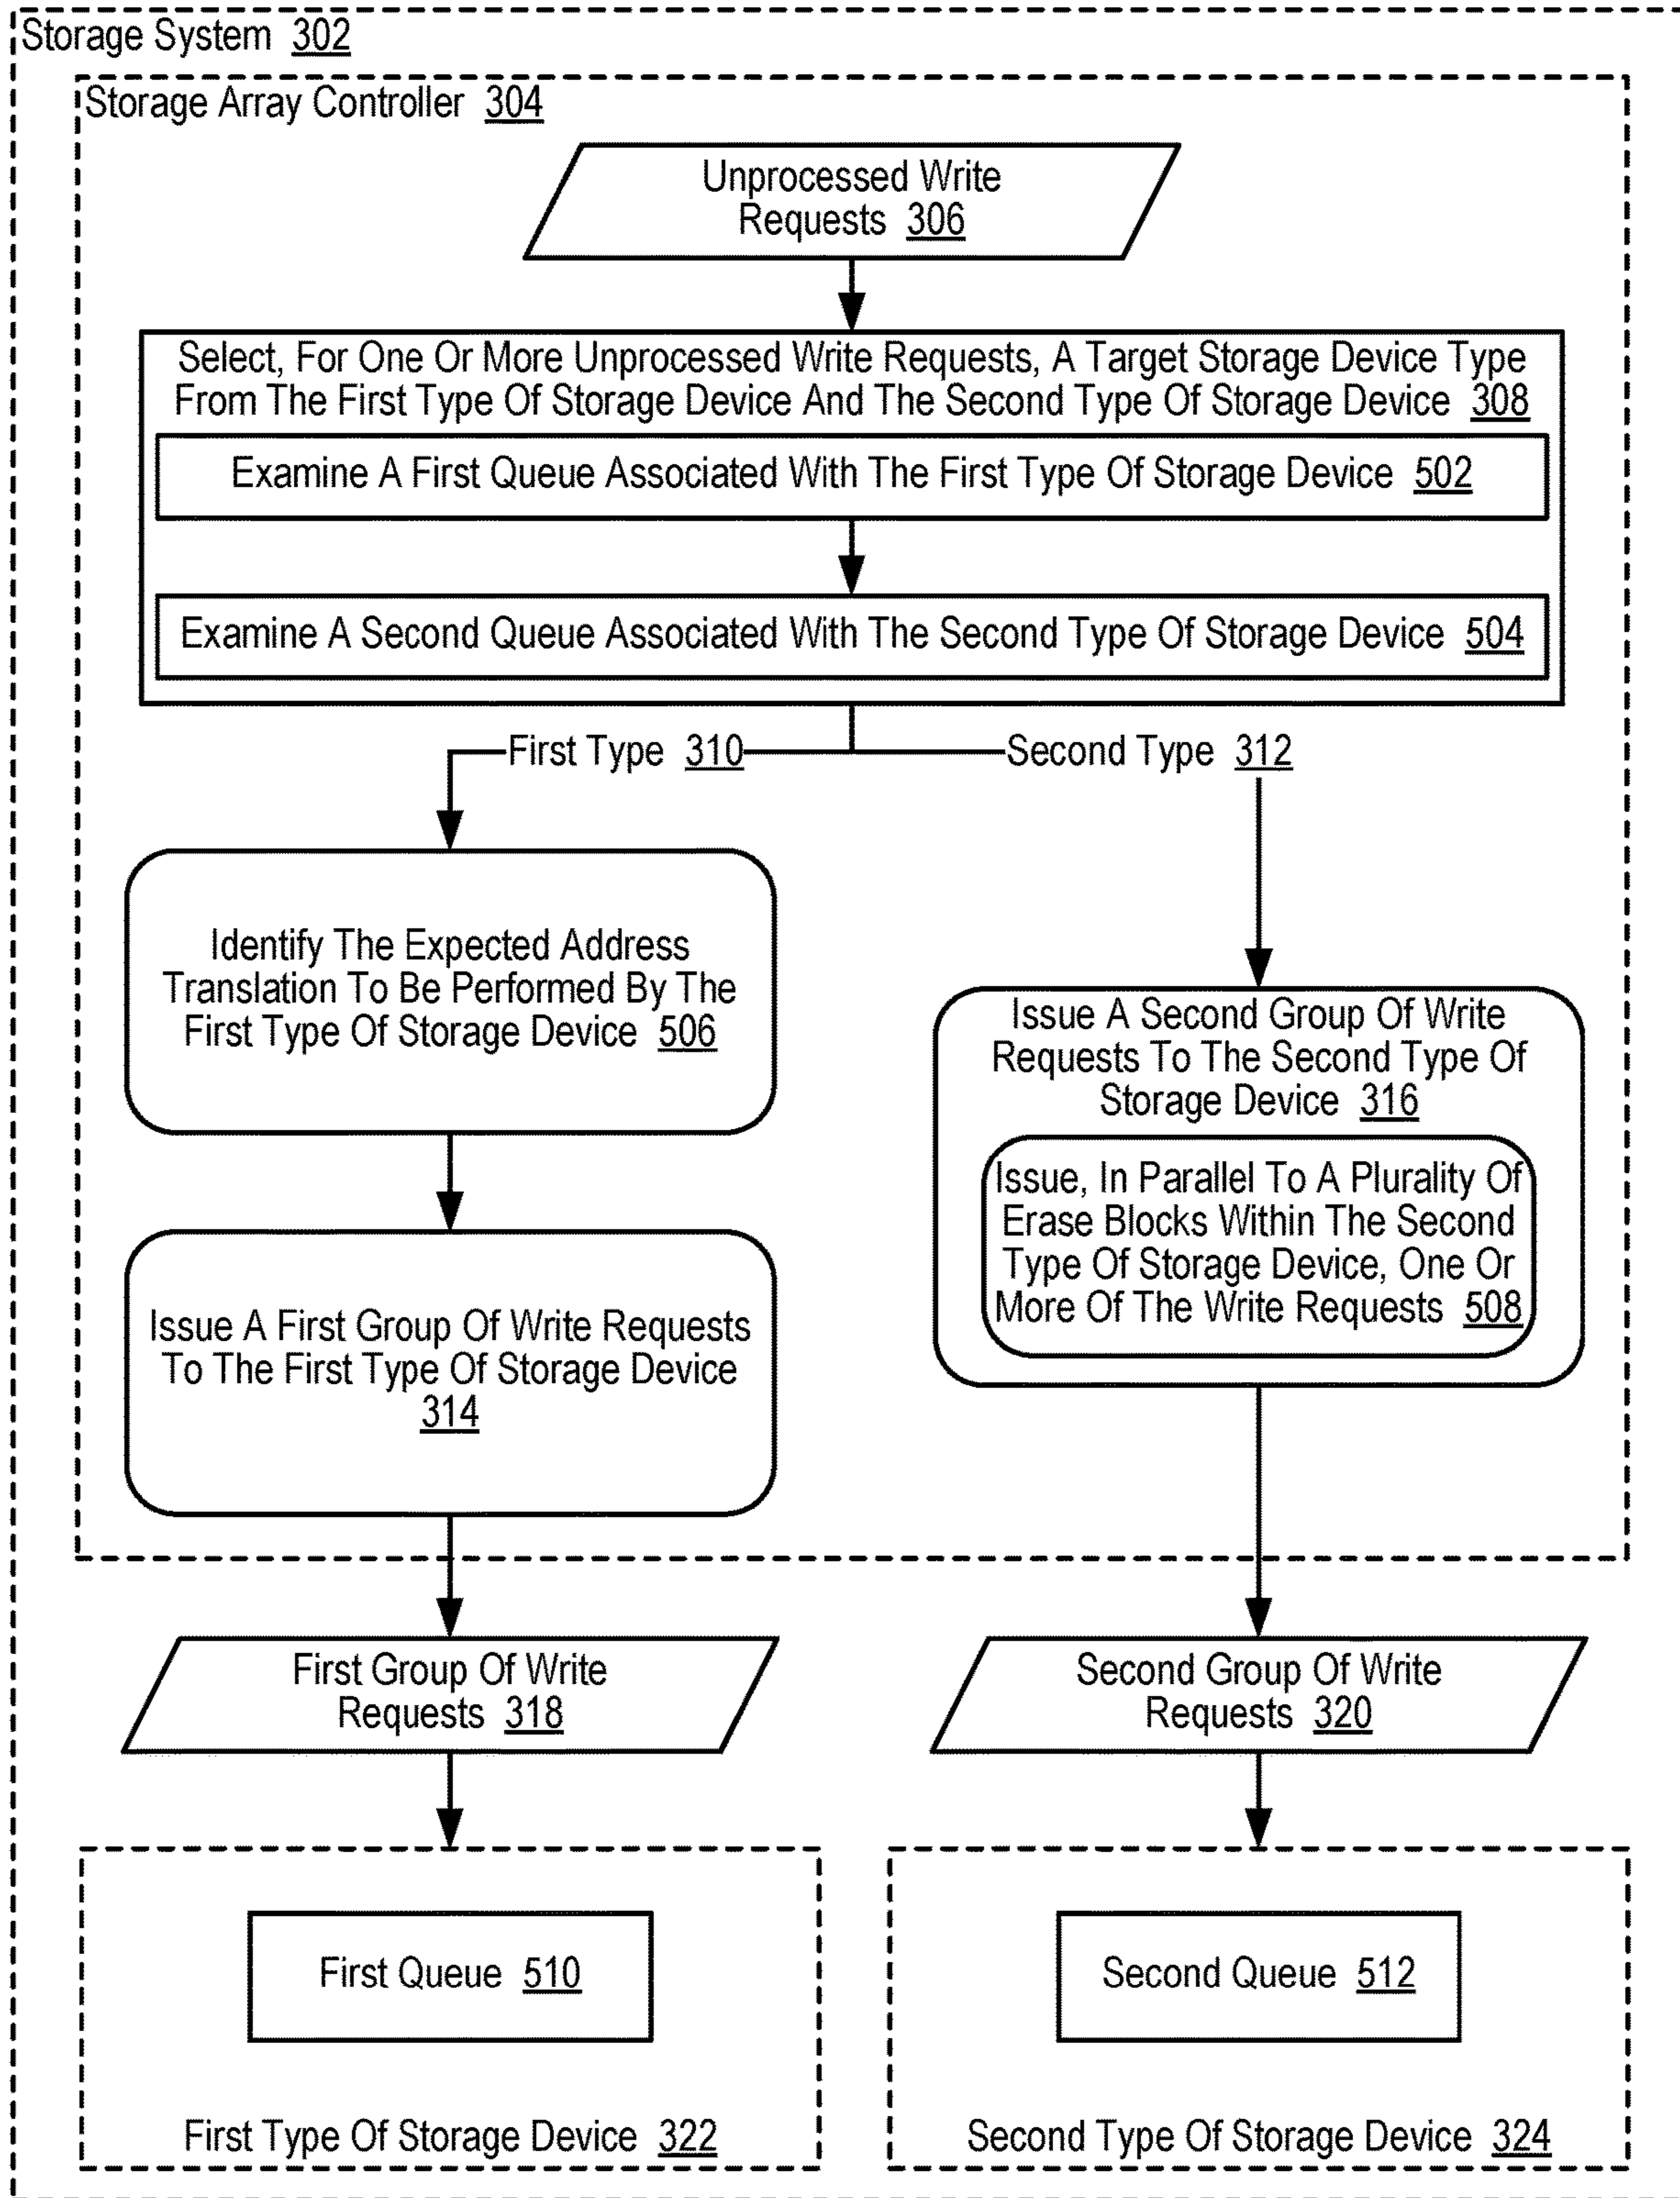 Storage System 302
Storage Array Controller 304
Unprocessed Write
Requests 306
Select, For One Or More Unprocessed Write Requests, A Target Storage Device Type
From The First Type Of Storage Device And The Second Type Of Storage Device 308
Examine A First Queue Associated With The First Type Of Storage Device 502
Examine A Second Queue Associated With The Second Type Of Storage Device 504
First Type 310
Second Type 312
Identify The Expected Address
Translation To Be Performed By The
First Type Of Storage Device 506
Issue A First Group Of Write Requests
To The First Type Of Storage Device
314
Issue A Second Group Of Write
Requests To The Second Type Of
Storage Device 316
Issue, In Parallel To A Plurality Of
Erase Blocks Within The Second
Type Of Storage Device, One Or
More Of The Write Requests 508
First Group Of Write
Requests 318
Second Group Of Write
Requests 320
First Queue 510
Second Queue 512
First Type Of Storage Device 322
Second Type Of Storage Device 324